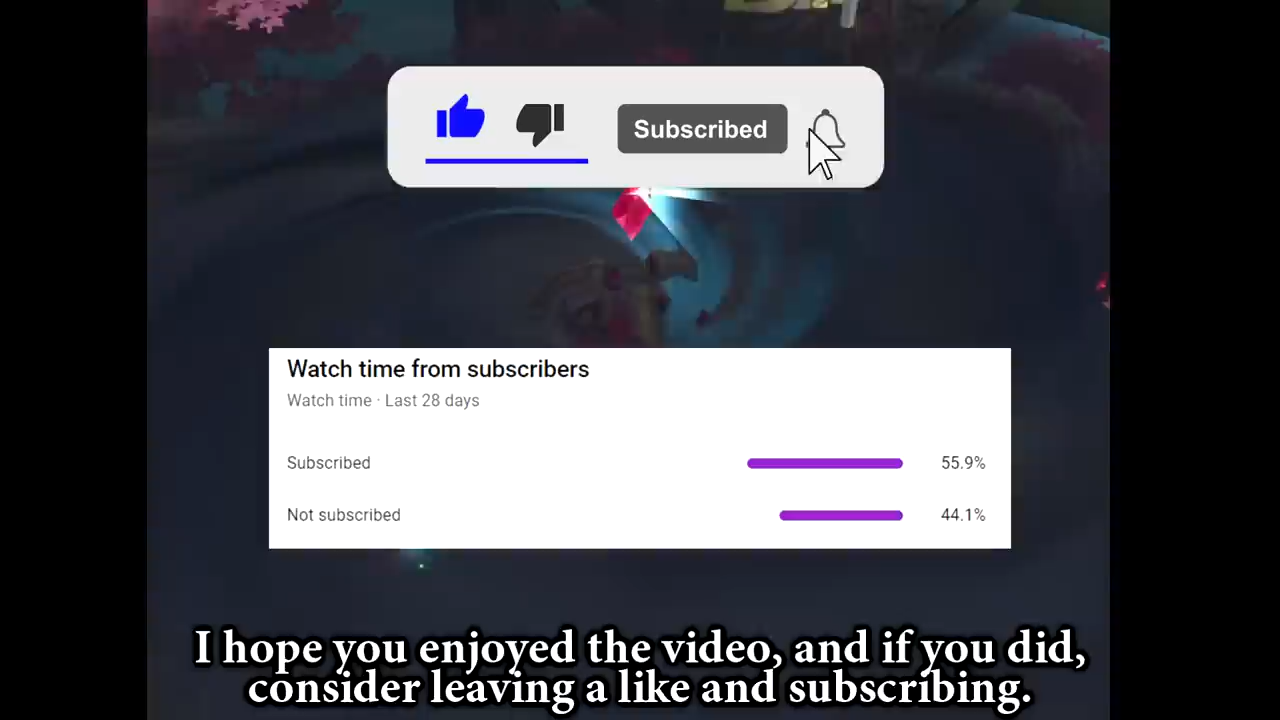 Subscribed
Watch time from subscribers
Watch time · Last 28 days
Subscribed 55.9%
Not subscribed 44.1%
I hope you enjoyed the video, and if you did,
consider leaving a like and subscribing.